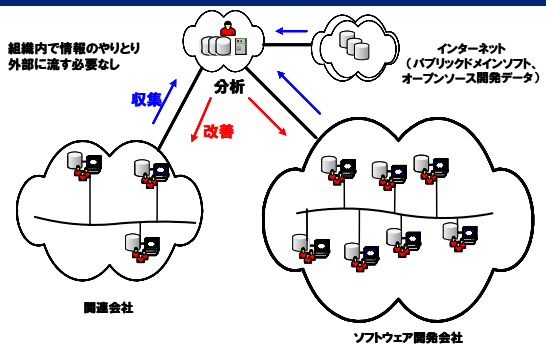 組織内で情報のやりとり
外部に流す必要なし
インターネット
(パブリックドメインソフト、
オープンソース開発データ)
分析
収集
改善
関連会社
ソフトウェア開発会社